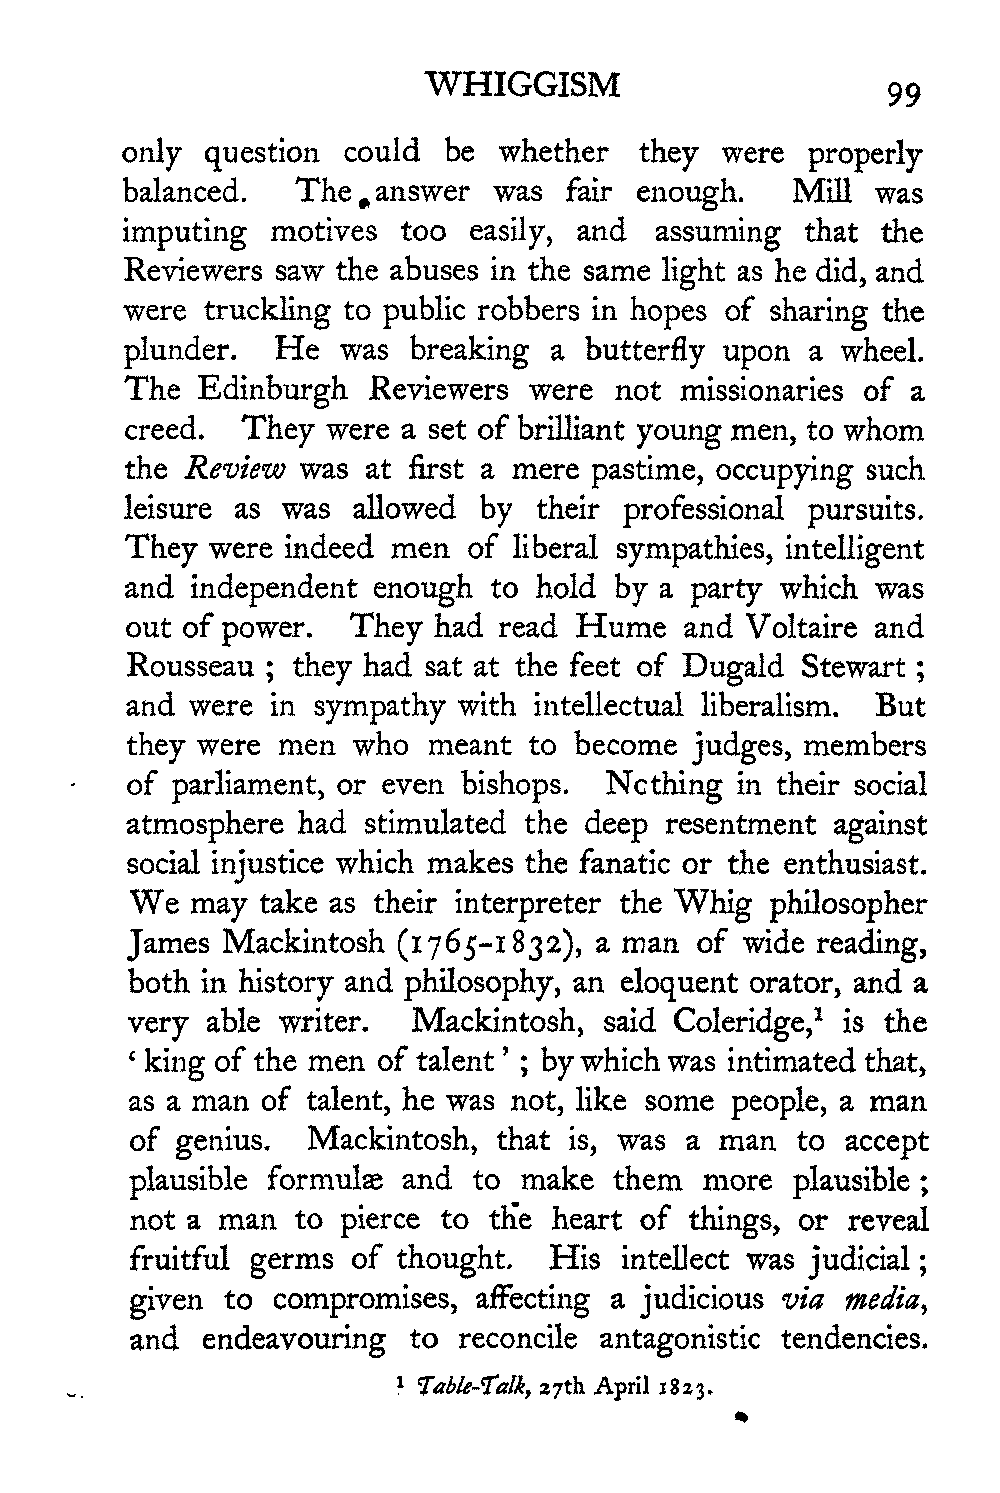 WHIGGISM 99
only question could be whether they were properly
balanced. The answer was fair enough. Mill was
imputing motives too easily, and assuming that the
Reviewers saw the abuses in the same light as he did, and
were truckling to public robbers in hopes of sharing the
plunder. He was breaking a butterfly upon a wheel.
The Edinburgh Reviewers were not missionaries of a
creed. They were a set of brilliant young men, to whom
the Review was at first a mere pastime, occupying such
leisure as was allowed by their professional pursuits.
They were indeed men of liberal sympathies, intelligent
and independent enough to hold by a party which was
out of power. They had read Hume and Voltaire and
Rousseau ; they had sat at the feet of Dugald Stewart ;
and were in sympathy with intellectual liberalism. But
they were men who meant to become judges, members
of parliament, or even bishops. Nothing in their social
atmosphere had stimulated the deep resentment against
social injustice which makes the fanatic or the enthusiast.
We may take as their interpreter the Whig philosopher
James Mackintosh (1765-1832), a man of wide reading,
both in history and philosophy, an eloquent orator, and a
very able writer. Mackintosh, said Coleridge,¹ is the
‘ king of the men of talent ’ ; by which was intimated that,
as a man of talent, he was not, like some people, a man
of genius. Mackintosh, that is, was a man to accept
plausible formulæ and to make them more plausible ;
not a man to pierce to the heart of things, or reveal
fruitful germs of thought. His intellect was judicial ;
given to compromises, affecting a judicious via media,
and endeavouring to reconcile antagonistic tendencies.
¹ Table-Talk, 27th April 1823.